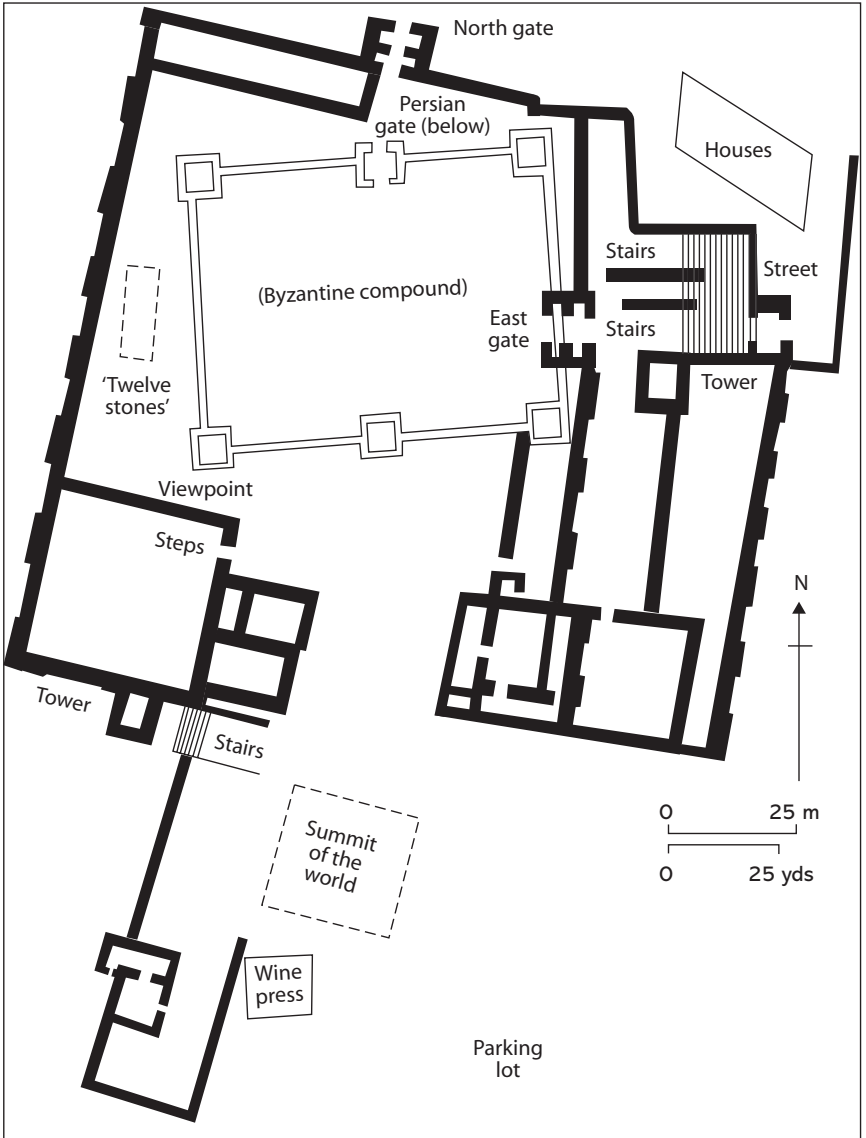 North gate
Persian
gate (below)
Houses
Stairs
Street
(Byzantine compound)
East
gate
Stairs
'Twelve
stones'
Tower
Viewpoint
Steps
N
Tower
Stairs
0 25 m
0 25 yds
Summit
of the
world
Wine
press
Parking
lot